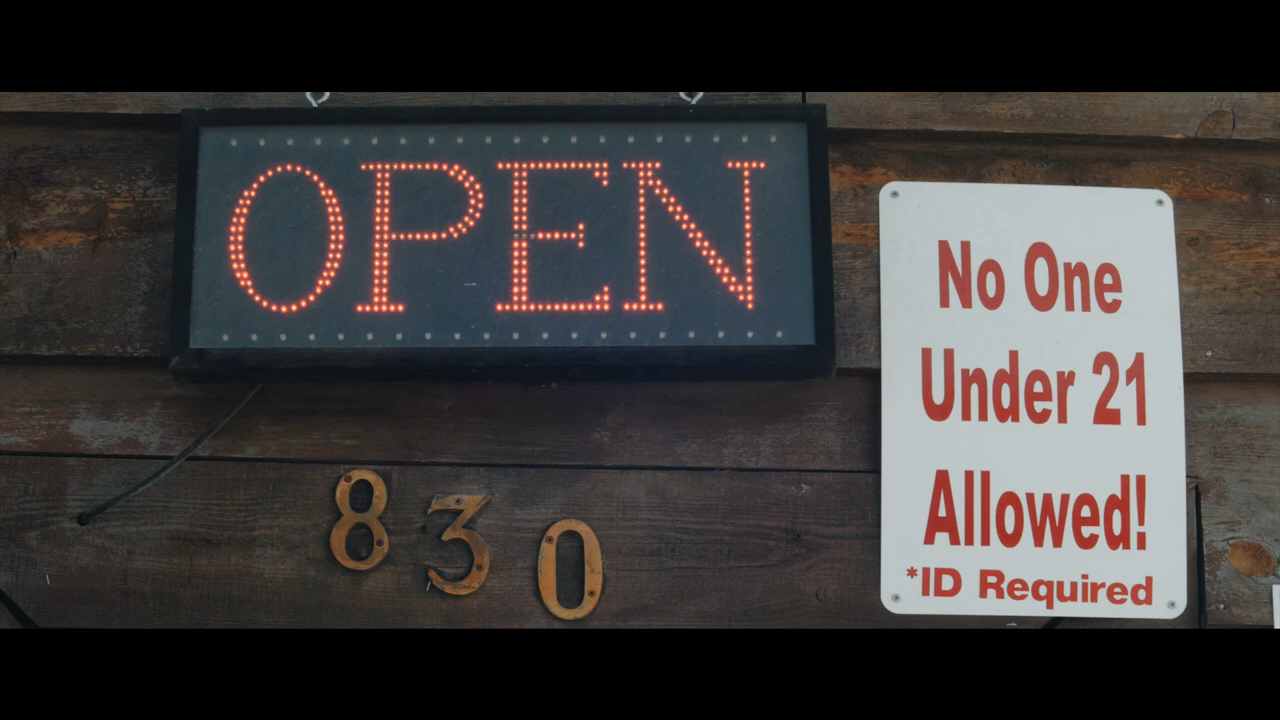 OPEN
830
No One
Under 21
Allowed!
*ID Required